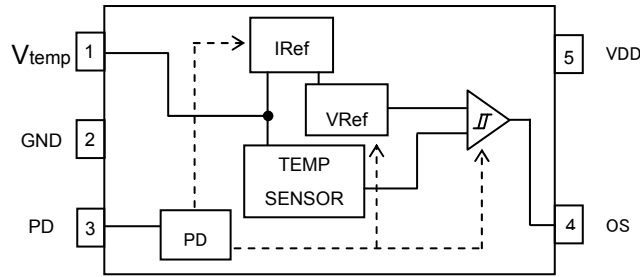 Vtemp 1
IRef
5 VDD
VRef
GND 2
TEMP
SENSOR
PD 3
PD
4 OS